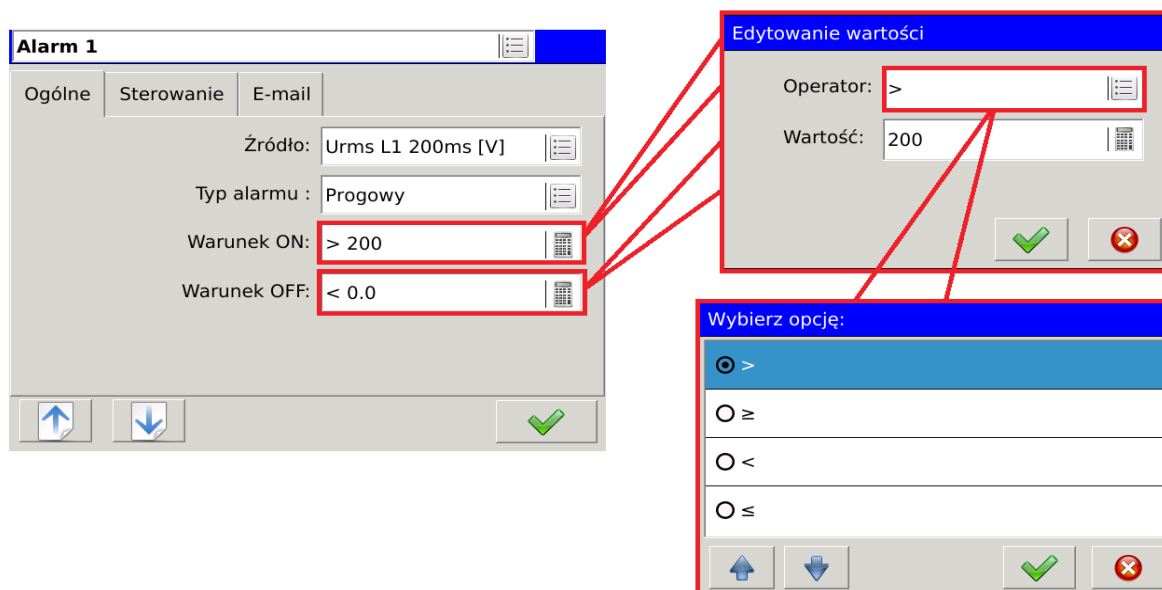 Alarm 1
Ogólne Sterowanie E-mail
Źródło: Urms L1 200ms [V]
Typ alarmu : Progowy
Warunek ON: > 200
Warunek OFF: < 0.0
Edytowanie wartości
Operator: >
Wartość: 200
Wybierz opcję:
>
≥
<
≤